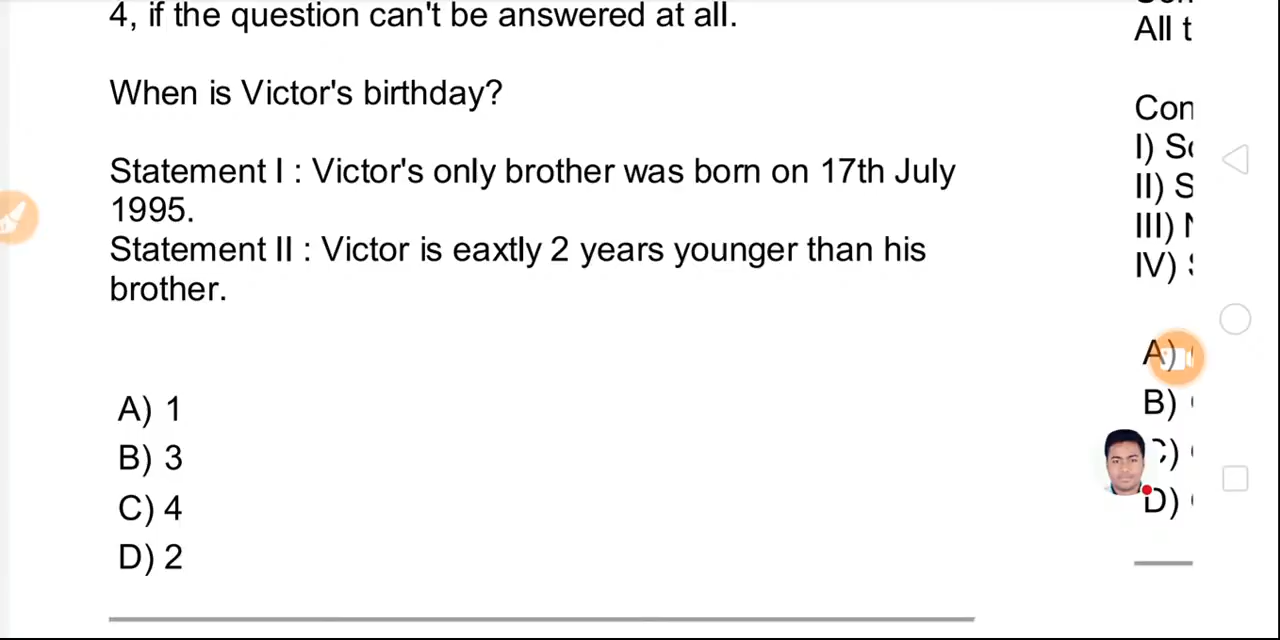 4, if the question can't be answered at all.
When is Victor's birthday?
Statement I : Victor's only brother was born on 17th July
1995.
Statement II : Victor is eaxtly 2 years younger than his
brother.
A) 1
B) 3
C) 4
D) 2
All t
Con
I)
II) S
III)
IV)
A)
B)
C)
D)